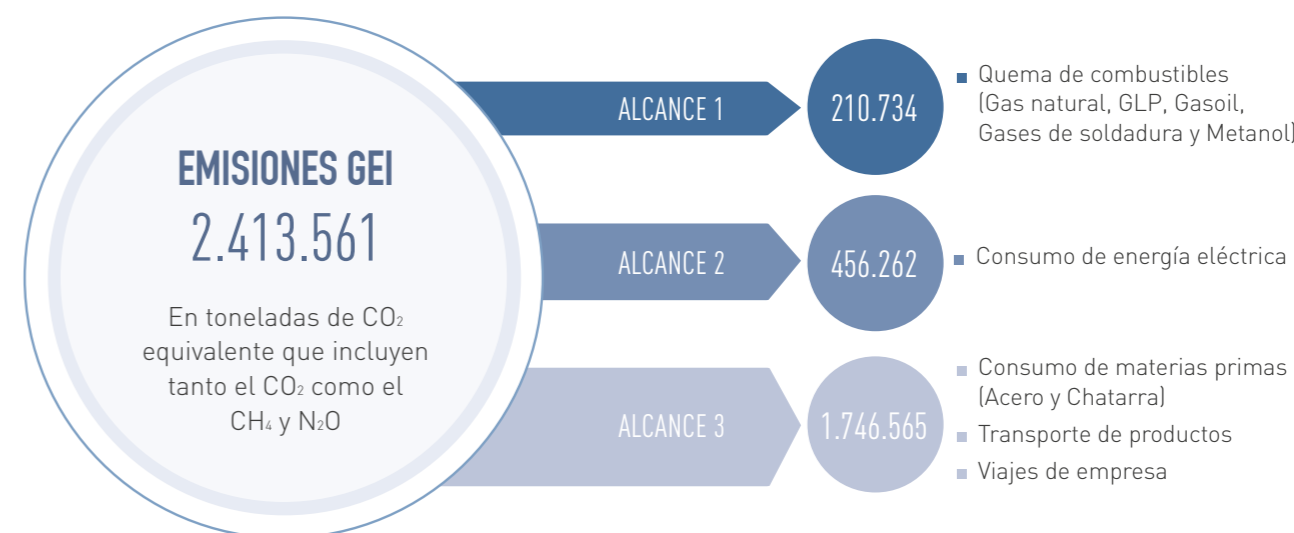 EMISIONES GEI
2.413.561
En toneladas de CO₂
equivalente que incluyen
tanto el CO₂ como el
CH₄ y N₂O
ALCANCE 1
210.734
Quema de combustibles
(Gas natural, GLP, Gasoil,
Gases de soldadura y Metanol)
ALCANCE 2
456.262
Consumo de energía eléctrica
ALCANCE 3
1.746.565
Consumo de materias primas
(Acero y Chatarra)
Transporte de productos
Viajes de empresa